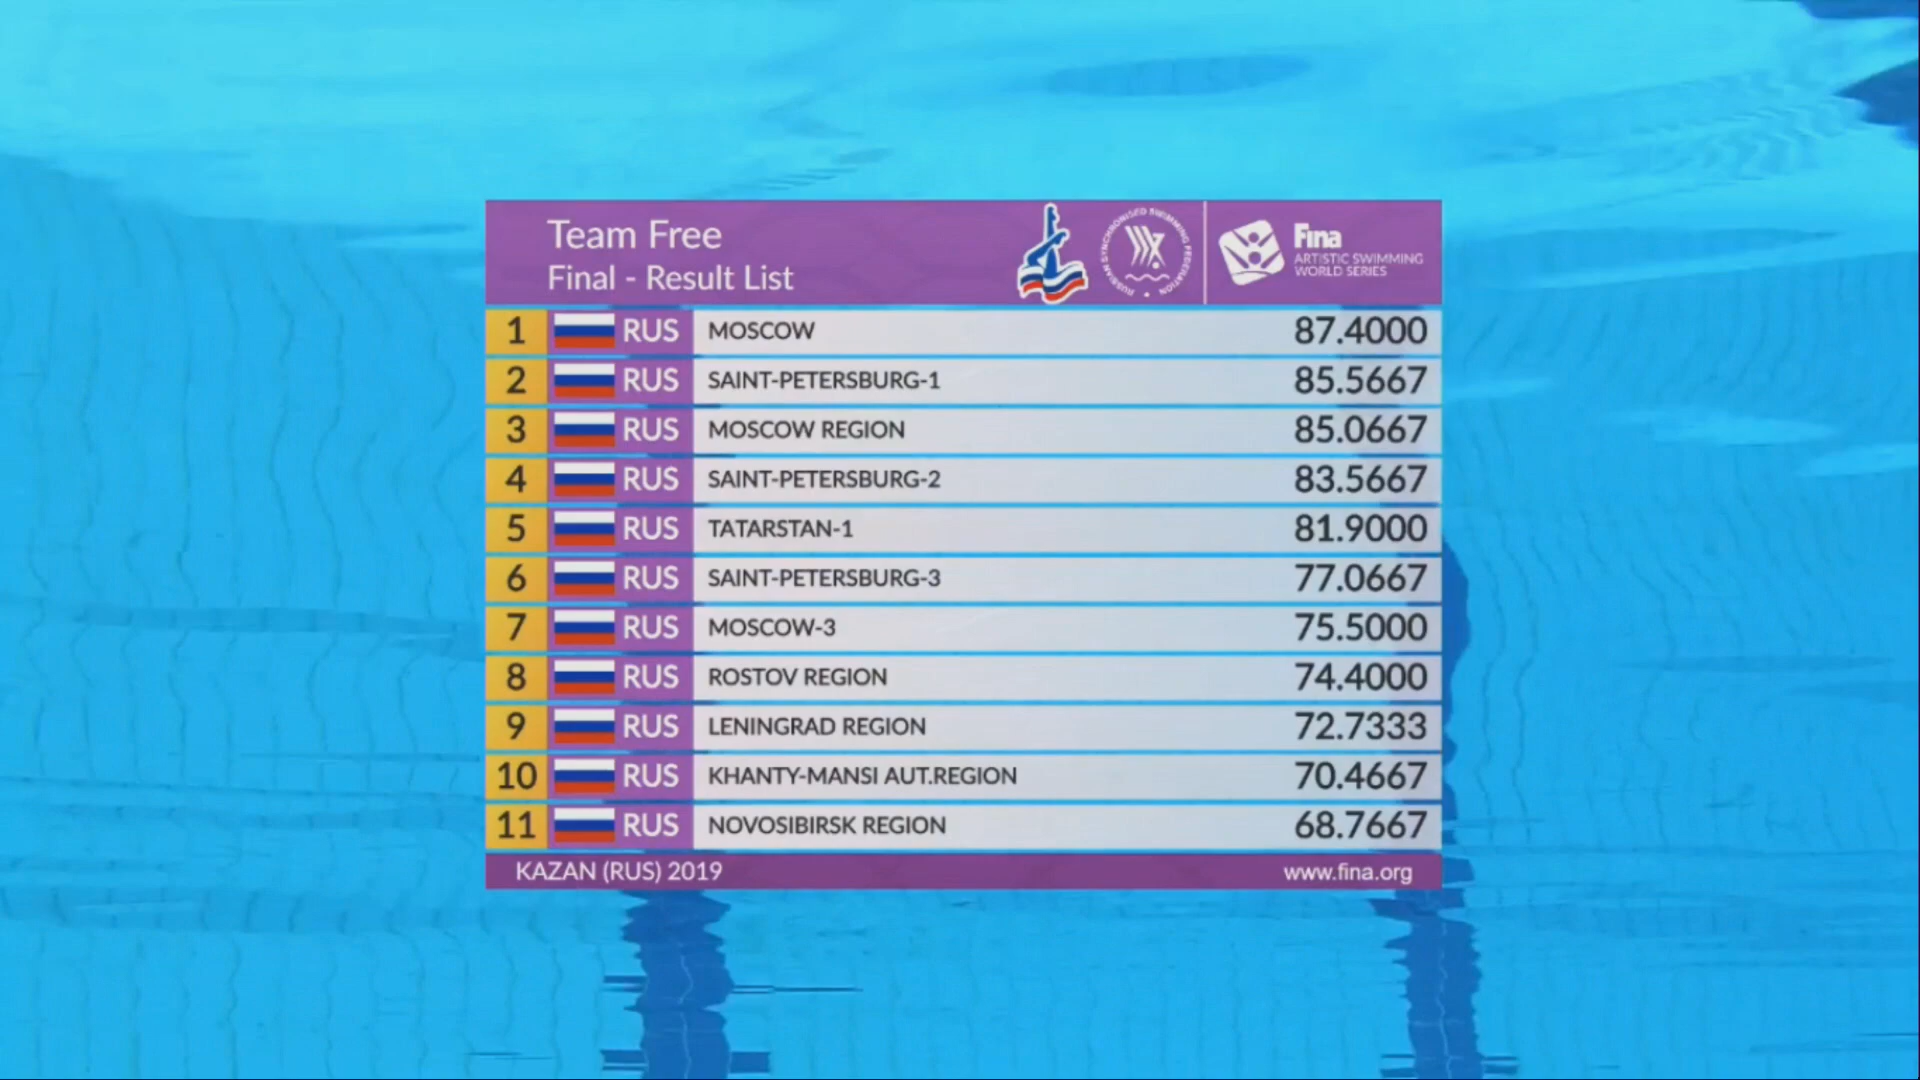 Team Free
Final - Result List
RUSSIAN SYNCHRONISED SWIMMING FEDERATION
Fina
ARTISTIC SWIMMING
WORLD SERIES
1 RUS MOSCOW 87.4000
2 RUS SAINT-PETERSBURG-1 85.5667
3 RUS MOSCOW REGION 85.0667
4 RUS SAINT-PETERSBURG-2 83.5667
5 RUS TATARSTAN-1 81.9000
6 RUS SAINT-PETERSBURG-3 77.0667
7 RUS MOSCOW-3 75.5000
8 RUS ROSTOV REGION 74.4000
9 RUS LENINGRAD REGION 72.7333
10 RUS KHANTY-MANSI AUT.REGION 70.4667
11 RUS NOVOSIBIRSK REGION 68.7667
KAZAN (RUS) 2019 www.fina.org